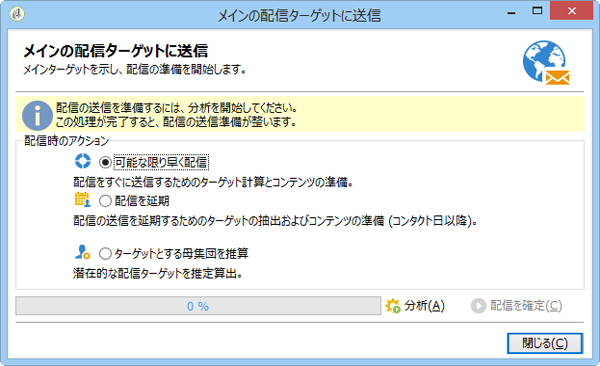 メインの配信ターゲットに送信
メインの配信ターゲットに送信
メインターゲットを示し、配信の準備を開始します。
配信の送信を準備するには、分析を開始してください。
この処理が完了すると、配信の送信準備が整います。
配信時のアクション
可能な限り早く配信
配信をすぐに送信するためのターゲット計算とコンテンツの準備。
配信を延期
配信の送信を延期するためのターゲットの抽出およびコンテンツの準備 (コンタクト日以降)。
ターゲットとする母集団を推算
潜在的な配信ターゲットを推定算出。
0 % 分析(A) 配信を確定(C)
閉じる(C)